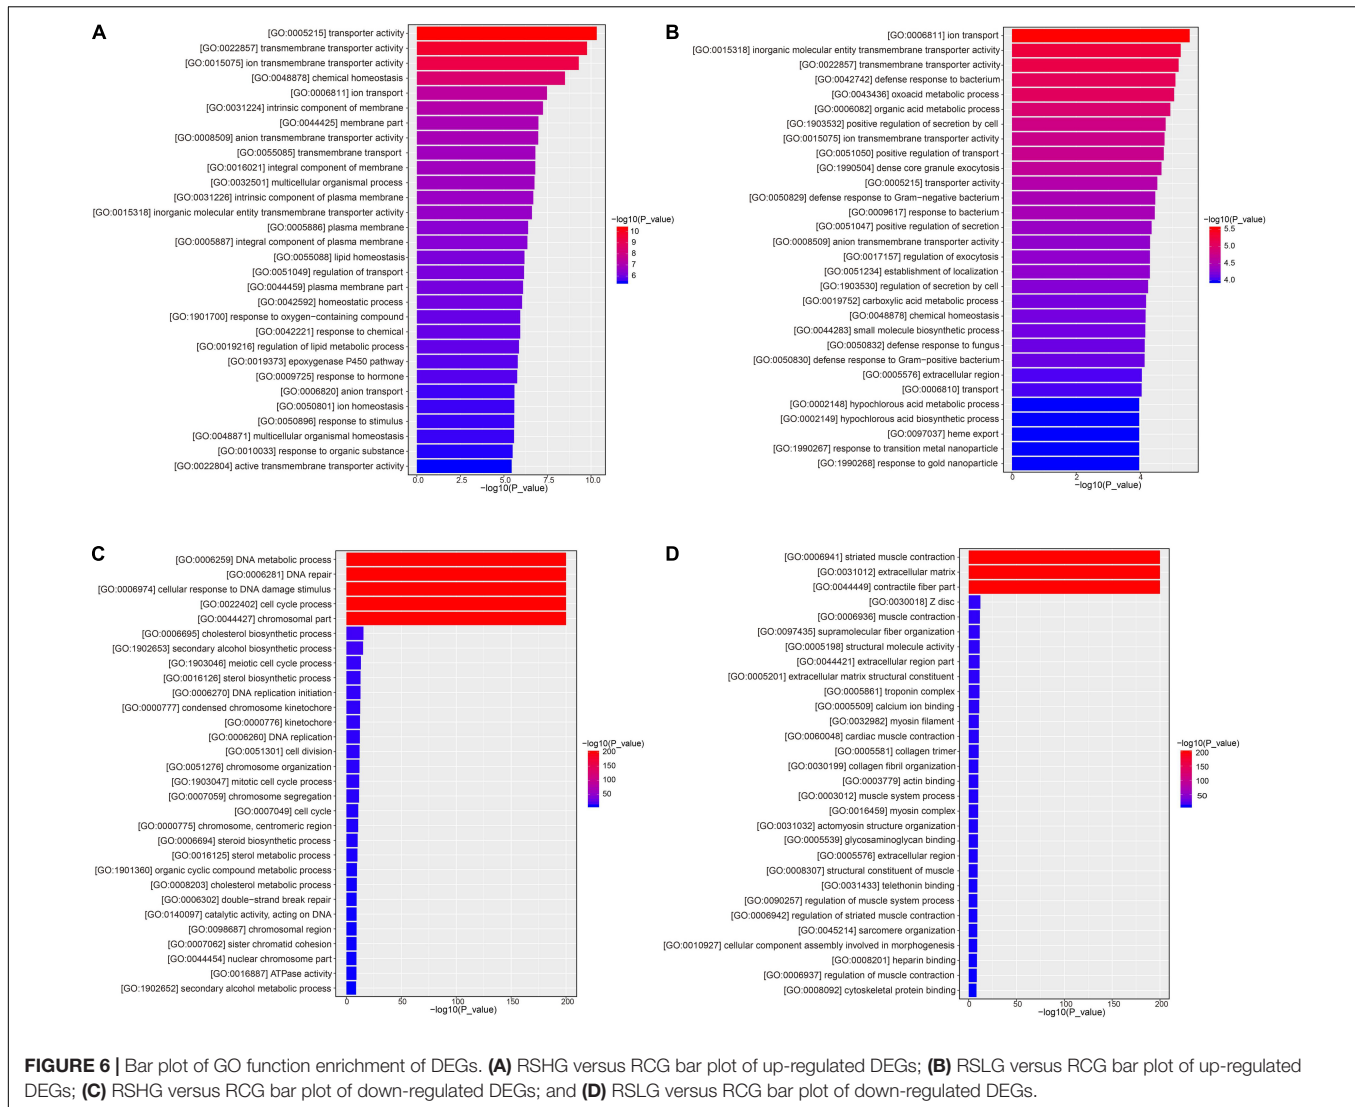 A
[GO:0005215] transporter activity
[GO:0022857] transmembrane transporter activity
[GO:0015075] ion transmembrane transporter activity
[GO:0048878] chemical homeostasis
[GO:0006811] ion transport
[GO:0031224] intrinsic component of membrane
[GO:0044425] membrane part
[GO:0008509] anion transmembrane transporter activity
[GO:0055085] transmembrane transport
[GO:0016021] integral component of membrane
[GO:0032501] multicellular organismal process
[GO:0031226] intrinsic component of plasma membrane
[GO:0015318] inorganic molecular entity transmembrane transporter activity
[GO:0005886] plasma membrane
[GO:0005887] integral component of plasma membrane
[GO:0055088] lipid homeostasis
[GO:0051049] regulation of transport
[GO:0044459] plasma membrane part
[GO:0042592] homeostatic process
[GO:1901700] response to oxygen-containing compound
[GO:0042221] response to chemical
[GO:0019216] regulation of lipid metabolic process
[GO:0019373] epoxygenase P450 pathway
[GO:0009725] response to hormone
[GO:0006820] anion transport
[GO:0050801] ion homeostasis
[GO:0050896] response to stimulus
[GO:0048871] multicellular organismal homeostasis
[GO:0010033] response to organic substance
[GO:0022804] active transmembrane transporter activity
0.0 2.5 5.0 7.5 10.0
−log10(P_value)
−log10(P_value)
10
9
8
7
6
B
[GO:0006811] ion transport
[GO:0015318] inorganic molecular entity transmembrane transporter activity
[GO:0022857] transmembrane transporter activity
[GO:0042742] defense response to bacterium
[GO:0043436] oxoacid metabolic process
[GO:0006082] organic acid metabolic process
[GO:1903532] positive regulation of secretion by cell
[GO:0015075] ion transmembrane transporter activity
[GO:0051050] positive regulation of transport
[GO:1990504] dense core granule exocytosis
[GO:0005215] transporter activity
[GO:0050829] defense response to Gram-negative bacterium
[GO:0009617] response to bacterium
[GO:0051047] positive regulation of secretion
[GO:0008509] anion transmembrane transporter activity
[GO:0017157] regulation of exocytosis
[GO:0051234] establishment of localization
[GO:1903530] regulation of secretion by cell
[GO:0019752] carboxylic acid metabolic process
[GO:0048878] chemical homeostasis
[GO:0044283] small molecule biosynthetic process
[GO:0050832] defense response to fungus
[GO:0050830] defense response to Gram-positive bacterium
[GO:0005576] extracellular region
[GO:0006810] transport
[GO:0002148] hypochlorous acid metabolic process
[GO:0002149] hypochlorous acid biosynthetic process
[GO:0097037] heme export
[GO:1990267] response to transition metal nanoparticle
[GO:1990268] response to gold nanoparticle
0 2 4
−log10(P_value)
−log10(P_value)
5.5
5.0
4.5
4.0
C
[GO:0006259] DNA metabolic process
[GO:0006281] DNA repair
[GO:0006974] cellular response to DNA damage stimulus
[GO:0022402] cell cycle process
[GO:0044427] chromosomal part
[GO:0006695] cholesterol biosynthetic process
[GO:1902653] secondary alcohol biosynthetic process
[GO:1903046] meiotic cell cycle process
[GO:0016126] sterol biosynthetic process
[GO:0006270] DNA replication initiation
[GO:0000777] condensed chromosome kinetochore
[GO:0000776] kinetochore
[GO:0006260] DNA replication
[GO:0051301] cell division
[GO:0051276] chromosome organization
[GO:1903047] mitotic cell cycle process
[GO:0007059] chromosome segregation
[GO:0007049] cell cycle
[GO:0000775] chromosome, centromeric region
[GO:0006694] steroid biosynthetic process
[GO:0016125] sterol metabolic process
[GO:1901360] organic cyclic compound metabolic process
[GO:0008203] cholesterol metabolic process
[GO:0006302] double-strand break repair
[GO:0140097] catalytic activity, acting on DNA
[GO:0098687] chromosomal region
[GO:0007062] sister chromatid cohesion
[GO:0044454] nuclear chromosome part
[GO:0016887] ATPase activity
[GO:1902652] secondary alcohol metabolic process
0 50 100 150 200
−log10(P_value)
−log10(P_value)
200
150
100
50
D
[GO:0006941] striated muscle contraction
[GO:0031012] extracellular matrix
[GO:0044449] contractile fiber part
[GO:0030018] Z disc
[GO:0006936] muscle contraction
[GO:0097435] supramolecular fiber organization
[GO:0005198] structural molecule activity
[GO:0044421] extracellular region part
[GO:0005201] extracellular matrix structural constituent
[GO:0005861] troponin complex
[GO:0005509] calcium ion binding
[GO:0032982] myosin filament
[GO:0060048] cardiac muscle contraction
[GO:0005581] collagen trimer
[GO:0030199] collagen fibril organization
[GO:0003779] actin binding
[GO:0003012] muscle system process
[GO:0016459] myosin complex
[GO:0031032] actomyosin structure organization
[GO:0005539] glycosaminoglycan binding
[GO:0005576] extracellular region
[GO:0008307] structural constituent of muscle
[GO:0031433] telethonin binding
[GO:0090257] regulation of muscle system process
[GO:0006942] regulation of striated muscle contraction
[GO:0045214] sarcomere organization
[GO:0010927] cellular component assembly involved in morphogenesis
[GO:0008201] heparin binding
[GO:0006937] regulation of muscle contraction
[GO:0008092] cytoskeletal protein binding
0 50 100 150 200
−log10(P_value)
−log10(P_value)
200
150
100
50
FIGURE 6 | Bar plot of GO function enrichment of DEGs. (A) RSHG versus RCG bar plot of up-regulated DEGs; (B) RSLG versus RCG bar plot of up-regulated
DEGs; (C) RSHG versus RCG bar plot of down-regulated DEGs; and (D) RSLG versus RCG bar plot of down-regulated DEGs.